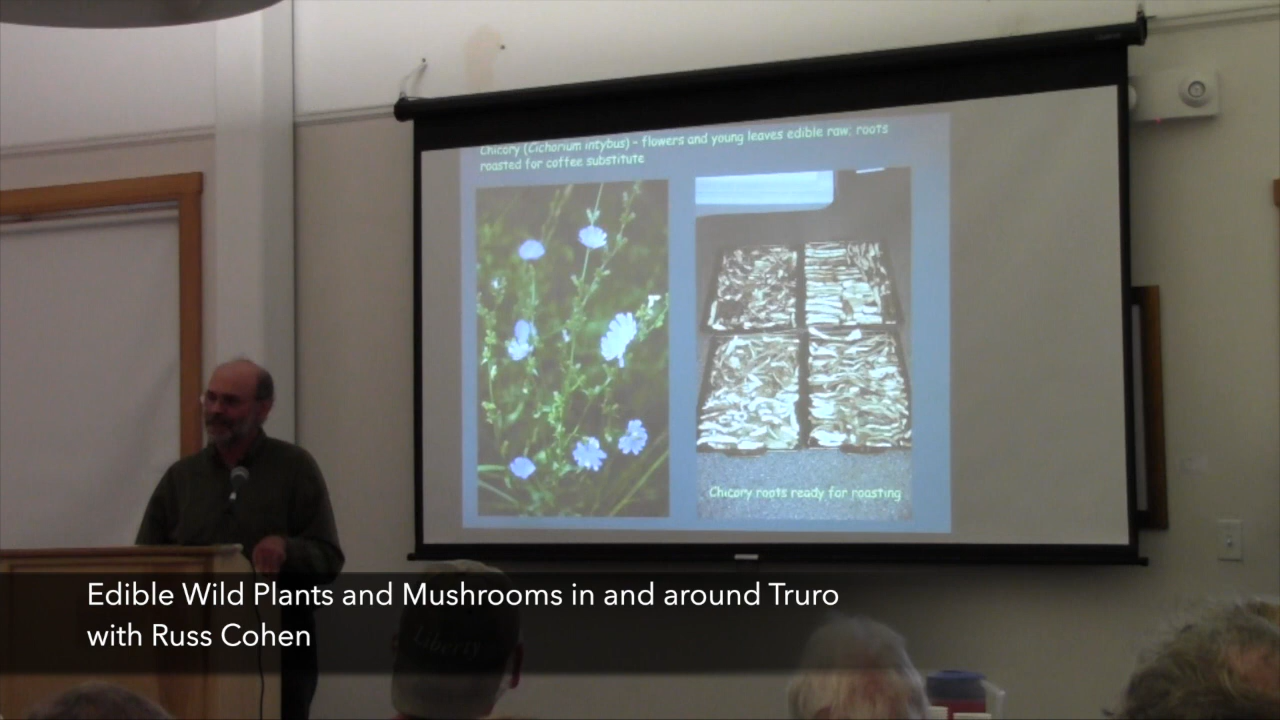 Chicory (Cichorium intybus) – flowers and young leaves edible raw; roots
roasted for coffee substitute
Chicory roots ready for roasting
Edible Wild Plants and Mushrooms in and around Truro
with Russ Cohen
Liberty